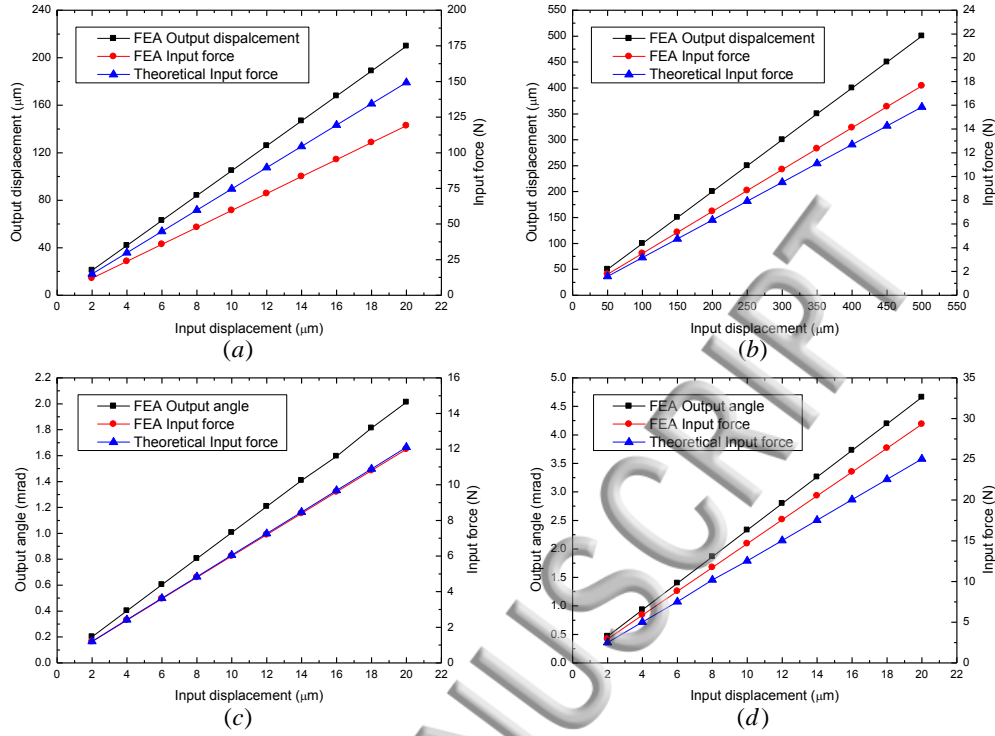 FEA Output dispalcement
FEA Input force
Theoretical Input force
Output displacement (μm)
0
40
80
120
160
200
240
Input force (N)
0
25
50
75
100
125
150
175
200
0 2 4 6 8 10 12 14 16 18 20 22
Input displacement (μm)
(a)
FEA Output dispalcement
FEA Input force
Theoretical Input force
Output displacement (μm)
0
50
100
150
200
250
300
350
400
450
500
550
Input force (N)
0
2
4
6
8
10
12
14
16
18
20
22
24
0 50 100 150 200 250 300 350 400 450 500 550
Input displacement (μm)
(b)
FEA Output angle
FEA Input force
Theoretical Input force
Output angle (mrad)
0.0
0.2
0.4
0.6
0.8
1.0
1.2
1.4
1.6
1.8
2.0
2.2
Input force (N)
0
2
4
6
8
10
12
14
16
0 2 4 6 8 10 12 14 16 18 20 22
Input displacement (μm)
(c)
FEA Output angle
FEA Input force
Theoretical Input force
Output angle (mrad)
0.0
0.5
1.0
1.5
2.0
2.5
3.0
3.5
4.0
4.5
5.0
Input force (N)
0
5
10
15
20
25
30
35
0 2 4 6 8 10 12 14 16 18 20 22
Input displacement (μm)
(d)
NUSCRIPT